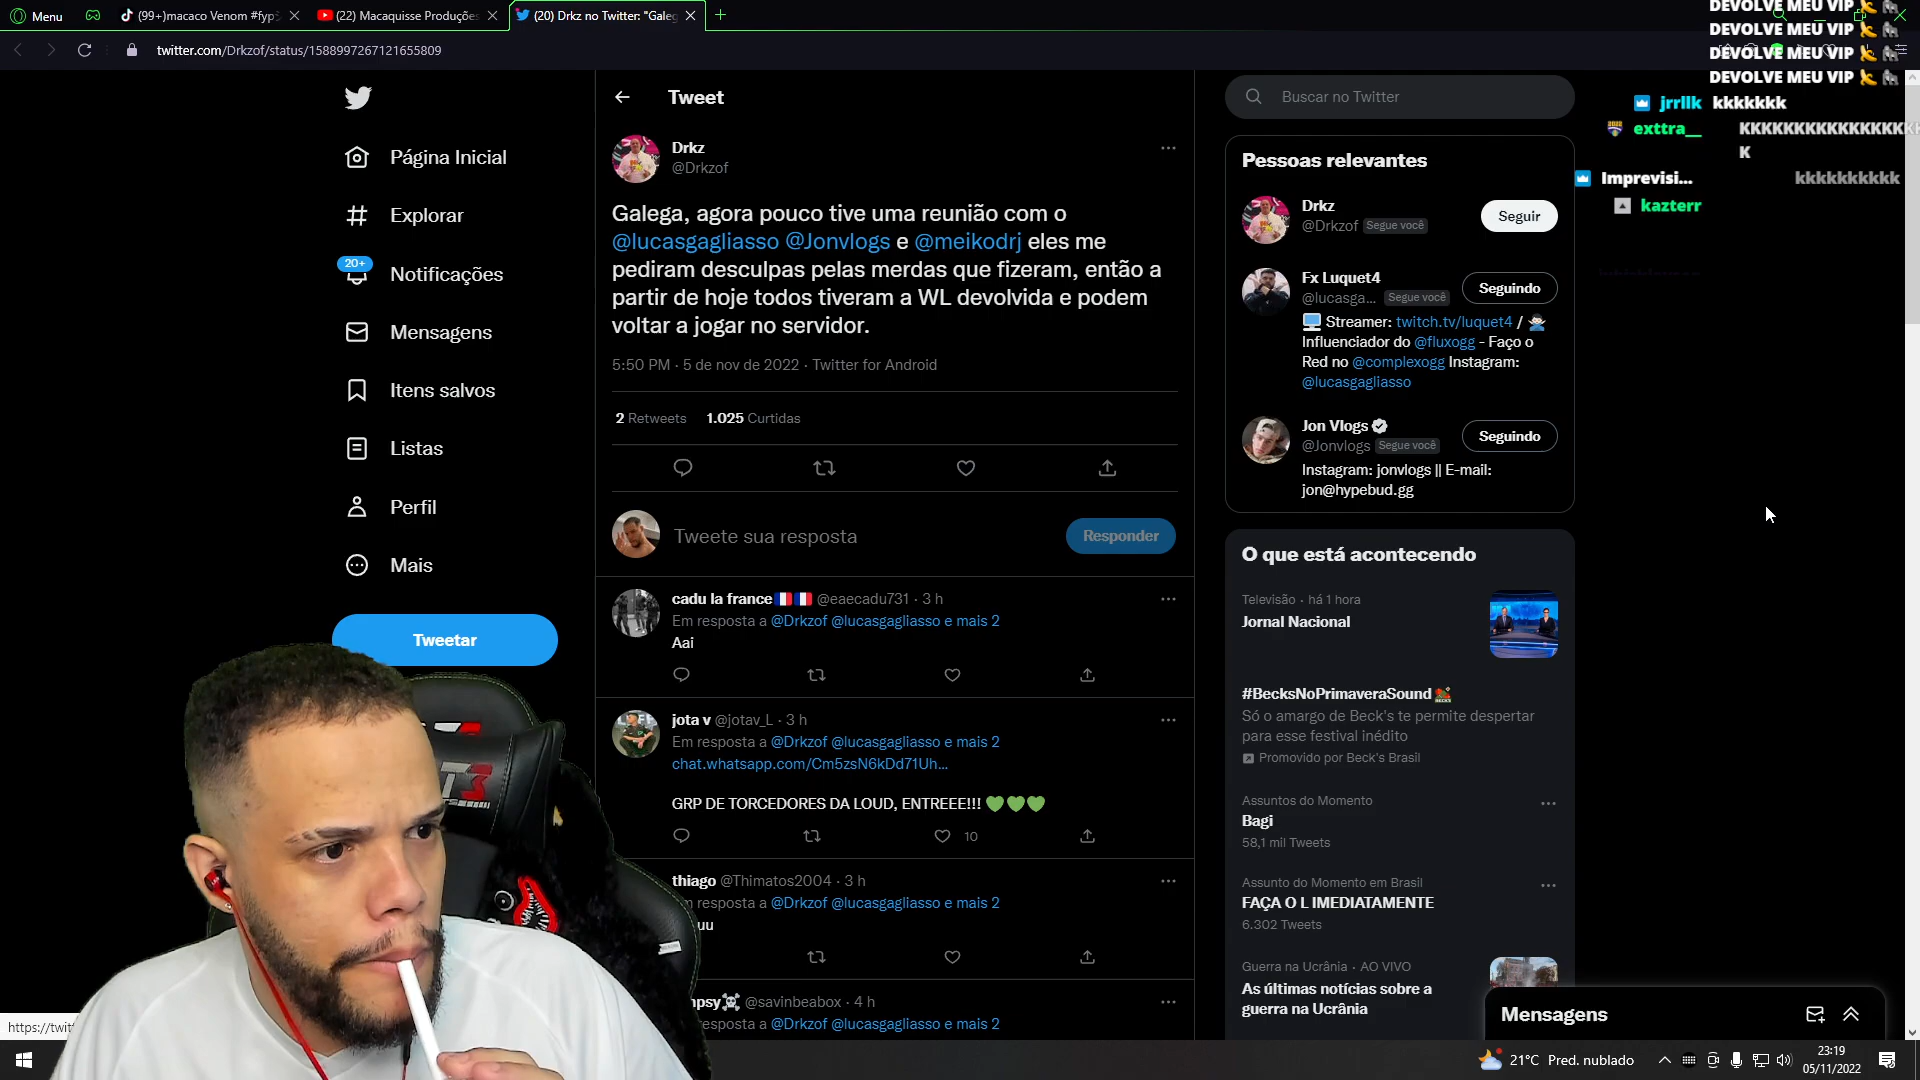 Menu
(99+)macaco Venom #fyp
(22) Macaquisse Produções
(20) Drkz no Twitter: "Galeg
twitter.com/Drkzof/status/1588997267121655809
DEVOLVE MEU VIP
DEVOLVE MEU VIP
DEVOLVE MEU VIP
DEVOLVE MEU VIP
jrrllk kkkkkkk
exttra__ KKKKKKKKKKKKKKKK
K
Imprevisi... kkkkkkkkkk
kazterr
Página Inicial
Explorar
20+
Notificações
Mensagens
Itens salvos
Listas
Perfil
Mais
Tweetar
Tweet
Drkz
@Drkzof
Galega, agora pouco tive uma reunião com o
@lucasgagliasso @Jonvlogs e @meikodrj eles me
pediram desculpas pelas merdas que fizeram, então a
partir de hoje todos tiveram a WL devolvida e podem
voltar a jogar no servidor.
5:50 PM · 5 de nov de 2022 · Twitter for Android
2 Retweets 1.025 Curtidas
Tweete sua resposta
Responder
cadu la france🇫🇷🇫🇷 @eaecadu731 · 3 h
Em resposta a @Drkzof @lucasgagliasso e mais 2
Aai
jota v @jotav_L · 3 h
Em resposta a @Drkzof @lucasgagliasso e mais 2
chat.whatsapp.com/Cm5zsN6kDd71Uh...
GRP DE TORCEDORES DA LOUD, ENTREEE!!! 💚💚💚
10
thiago @Thimatos2004 · 3 h
Em resposta a @Drkzof @lucasgagliasso e mais 2
uu
psy☠ @savinbeabox · 4 h
resposta a @Drkzof @lucasgagliasso e mais 2
Buscar no Twitter
Pessoas relevantes
Drkz
@Drkzof Segue você
Seguir
Fx Luquet4
@lucasga... Segue você
Seguindo
Streamer: twitch.tv/luquet4 /
Influenciador do @fluxogg - Faço o
Red no @complexogg Instagram:
@lucasgagliasso
Jon Vlogs
@Jonvlogs Segue você
Seguindo
Instagram: jonvlogs || E-mail:
jon@hypebud.gg
O que está acontecendo
Televisão · há 1 hora
Jornal Nacional
#BecksNoPrimaveraSound
Só o amargo de Beck's te permite despertar
para esse festival inédito
Promovido por Beck's Brasil
Assuntos do Momento
Bagi
58,1 mil Tweets
Assunto do Momento em Brasil
FAÇA O L IMEDIATAMENTE
6.302 Tweets
Guerra na Ucrânia · AO VIVO
As últimas notícias sobre a
guerra na Ucrânia
Mensagens
https://twitt
T3
21°C Pred. nublado
23:19
05/11/2022